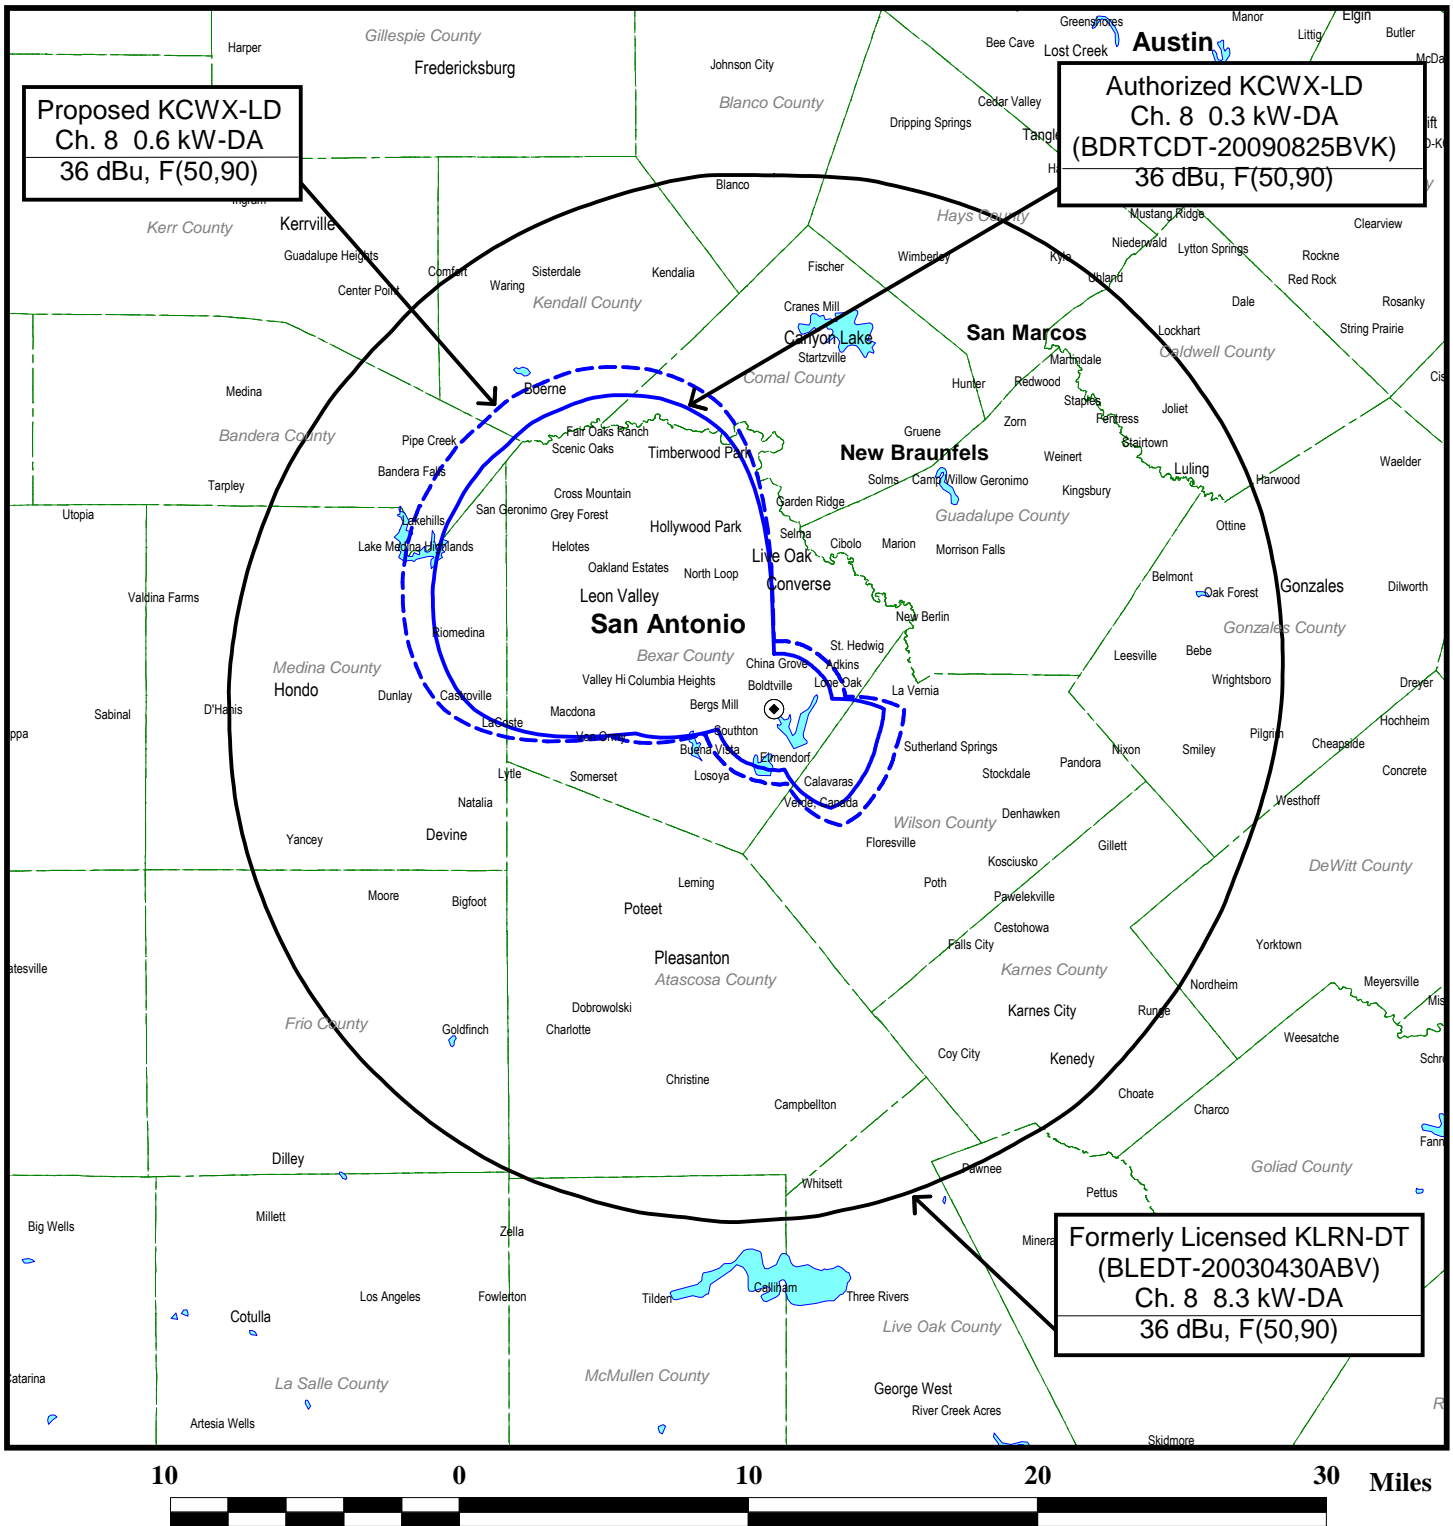 Gillespie County
Harper
Fredericksburg
Johnson City
Blanco County
Greenshores
Manor
Elgin
Littig
Butler
Bee Cave
Lost Creek
Austin
Cedar Valley
Dripping Springs
Proposed KCWX-LD
Ch. 8 0.6 kW-DA
36 dBu, F(50,90)
Authorized KCWX-LD
Ch. 8 0.3 kW-DA
(BDRTCDT-20090825BVK)
36 dBu, F(50,90)
Blanco
Kerr County
Kerrville
Guadalupe Heights
Center Point
Comfort
Waring
Sisterdale
Kendalia
Kendall County
Fischer
Wimberley
Hays County
Kyle
Uhland
Mustang Ridge
Niederwald
Lytton Springs
Clearview
Rockne
Red Rock
Dale
Rosanky
String Prairie
Lockhart
Caldwell County
Cranes Mill
Canyon Lake
Startzville
Comal County
San Marcos
Martindale
Redwood
Hunter
Staples
Fentress
Joliet
Zorn
Stairtown
Medina
Boerne
Bandera County
Pipe Creek
Bandera Falls
Tarpley
Utopia
Fair Oaks Ranch
Scenic Oaks
Timberwood Park
Gruene
New Braunfels
Weinert
Luling
Waelder
Harwood
Solms
Camp Willow
Geronimo
Kingsbury
Guadalupe County
Ottine
Cross Mountain
San Geronimo
Grey Forest
Garden Ridge
Lakehills
Lake Medina Highlands
Hollywood Park
Selma
Cibolo
Marion
Morrison Falls
Helotes
Live Oak
Oakland Estates
North Loop
Converse
Belmont
Oak Forest
Gonzales
Dilworth
Valdina Farms
Leon Valley
San Antonio
New Berlin
Gonzales County
Riomedina
Bexar County
St. Hedwig
Leesville
Bebe
Medina County
Hondo
China Grove
Adkins
Lone Oak
Wrightsboro
Dreyer
Dunlay
Castroville
Valley Hi
Columbia Heights
Boldtville
La Vernia
Sabinal
D'Hanis
LaCoste
Macdona
Bergs Mill
Hochheim
Von Ormy
Southton
Pilgrim
Cheapside
Buena Vista
Elmendorf
Sutherland Springs
Nixon
Smiley
Pandora
Stockdale
Concrete
Lytle
Somerset
Losoya
Calavaras
Natalia
Verde, Canada
Westhoff
Denhawken
Wilson County
Yancey
Devine
Floresville
Gillett
Kosciusko
DeWitt County
Leming
Poth
Pawelekville
Moore
Bigfoot
Poteet
Cestohowa
Falls City
Yorktown
Pleasanton
Atascosa County
Karnes County
Nordheim
Meyersville
Frio County
Dobrowolski
Charlotte
Goldfinch
Karnes City
Runge
Weesatche
Coy City
Kenedy
Christine
Choate
Charco
Campbellton
Dilley
Pawnee
Goliad County
Whitsett
Pettus
Big Wells
Millett
Zella
Formerly Licensed KLRN-DT
(BLEDT-20030430ABV)
Ch. 8 8.3 kW-DA
36 dBu, F(50,90)
Calliham
Los Angeles
Fowlerton
Tilden
Three Rivers
Cotulla
Live Oak County
La Salle County
McMullen County
George West
River Creek Acres
Artesia Wells
Skidmore
10 0 10 20 30 Miles